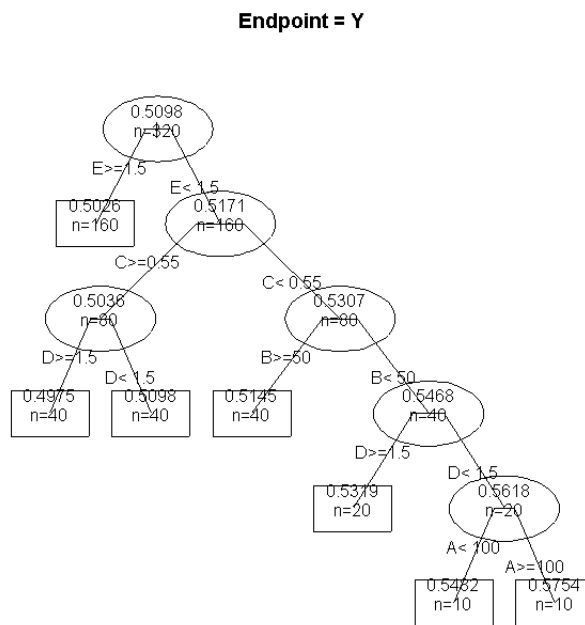 Endpoint = Y
0.5098
n=320
E>=1.5
E< 1.5
0.5026
n=160
0.5171
n=160
C>=0.55
C< 0.55
0.5036
n=80
0.5307
n=80
D>=1.5
D< 1.5
B>=50
B< 50
0.4975
n=40
0.5098
n=40
0.5145
n=40
0.5468
n=40
D>=1.5
D< 1.5
0.5319
n=20
0.5618
n=20
A< 100
A>=100
0.5482
n=10
0.5754
n=10